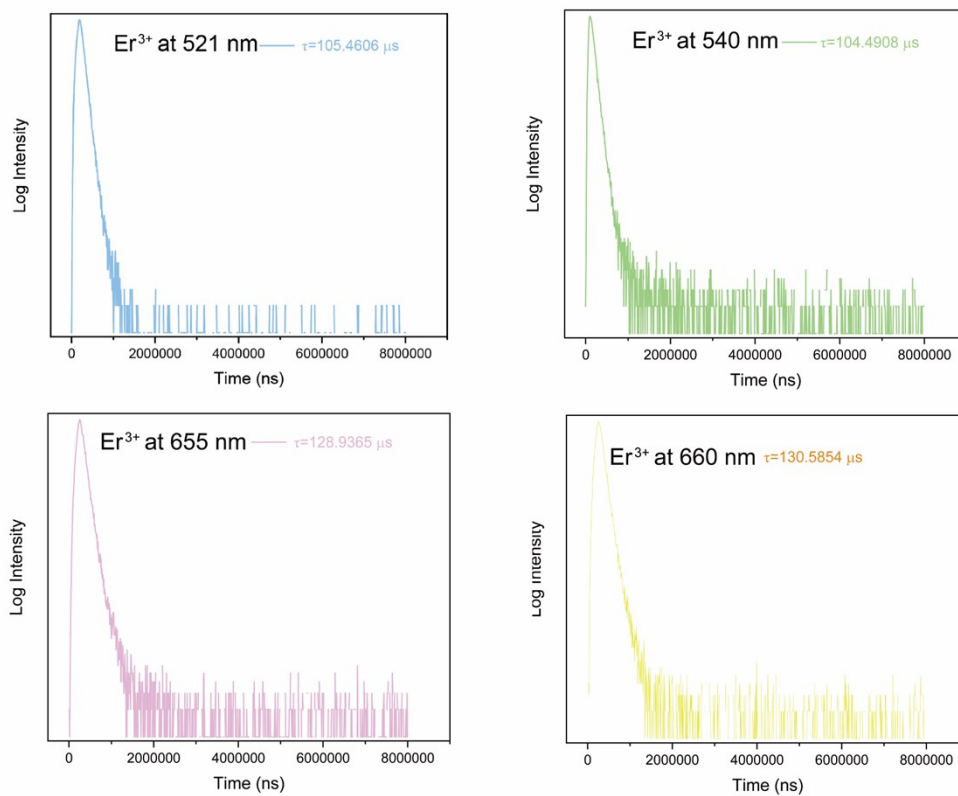 Er³⁺ at 521 nm τ=105.4606 μs
Log Intensity
0 2000000 4000000 6000000 8000000
Time (ns)
Er³⁺ at 540 nm τ=104.4908 μs
Log Intensity
0 2000000 4000000 6000000 8000000
Time (ns)
Er³⁺ at 655 nm τ=128.9365 μs
Log Intensity
0 2000000 4000000 6000000 8000000
Time (ns)
Er³⁺ at 660 nm τ=130.5854 μs
Log Intensity
0 2000000 4000000 6000000 8000000
Time (ns)